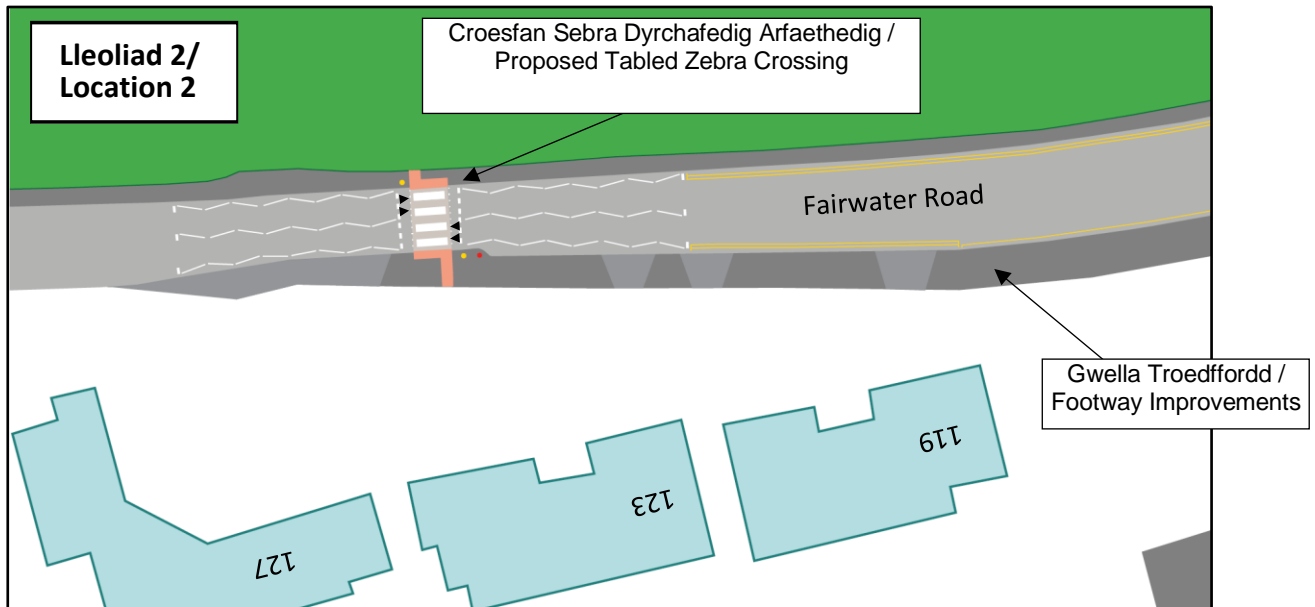 Lleoliad 2/
Location 2
Croesfan Sebra Dyrchafedig Arfaethedig /
Proposed Tabled Zebra Crossing
Fairwater Road
Gwella Troedffordd /
Footway Improvements
119
123
127